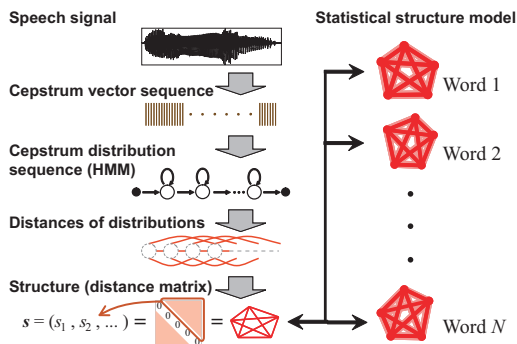 Speech signal
Cepstrum vector sequence
Cepstrum distribution
sequence (HMM)
Distances of distributions
Structure (distance matrix)
s = (s1 , s2 , ... ) = 0 0 0 0 0 =
Statistical structure model
Word 1
Word 2
Word N